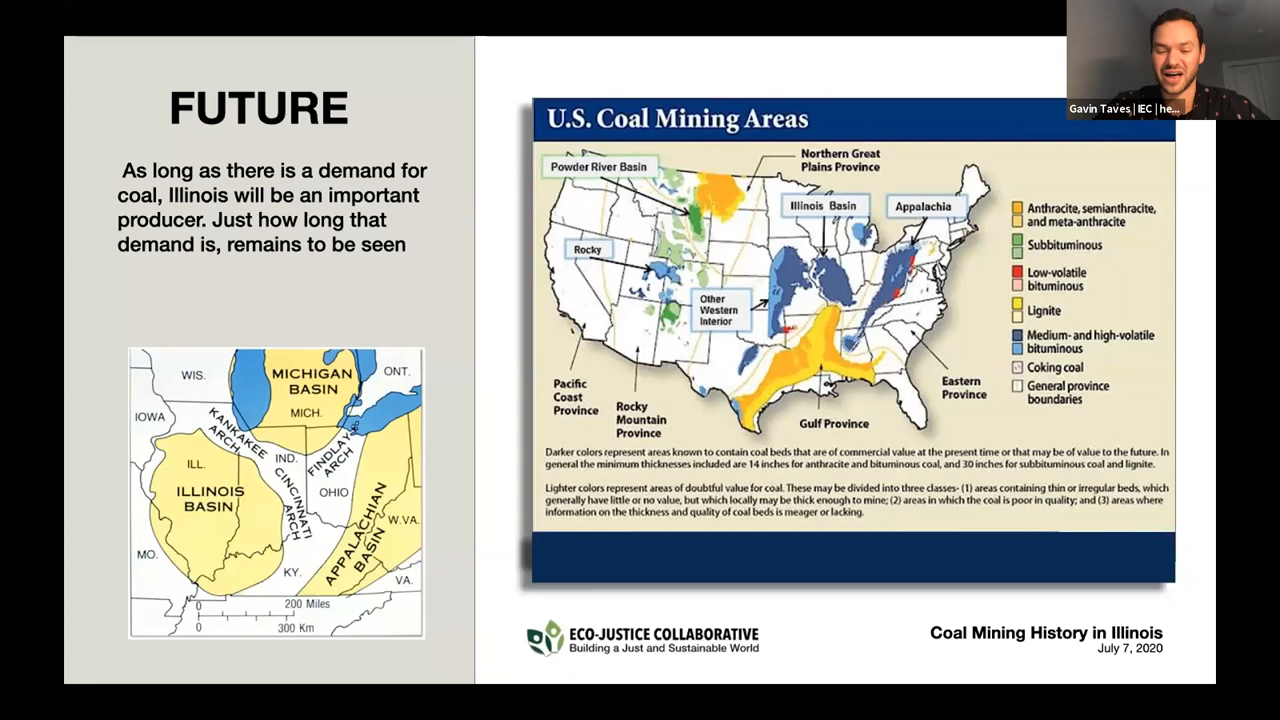 FUTURE
As long as there is a demand for
coal, Illinois will be an important
producer. Just how long that
demand is, remains to be seen
WIS.
MICHIGAN
BASIN
ONT.
IOWA
MICH.
KANKAKEE
ARCH
FINDLAY
ARCH
ILL.
IND.
CINCINNATI
ARCH
OHIO
ILLINOIS
BASIN
APPALACHIAN
BASIN
W.VA.
MO.
KY.
VA.
0 200 Miles
0 300 Km
U.S. Coal Mining Areas
Powder River Basin
Northern Great
Plains Province
Illinois Basin
Appalachia
Rocky
Other
Western
Interior
Pacific
Coast
Province
Rocky
Mountain
Province
Gulf Province
Eastern
Province
Anthracite, semianthracite,
and meta-anthracite
Subbituminous
Low-volatile
bituminous
Lignite
Medium- and high-volatile
bituminous
Coking coal
General province
boundaries
Darker colors represent areas known to contain coal beds that are of commercial value at the present time or that may be of value to the future. In
general the minimum thicknesses included are 14 inches for anthracite and bituminous coal, and 30 inches for subbituminous coal and lignite.
Lighter colors represent areas of doubtful value for coal. These may be divided into three classes- (1) areas containing thin or irregular beds, which
generally have little or no value, but which locally may be thick enough to mine; (2) areas in which the coal is poor in quality; and (3) areas where
information on the thickness and quality of coal beds is meager or lacking.
ECO-JUSTICE COLLABORATIVE
Building a Just and Sustainable World
Coal Mining History in Illinois
July 7, 2020
Gavin Taves | IEC | he...